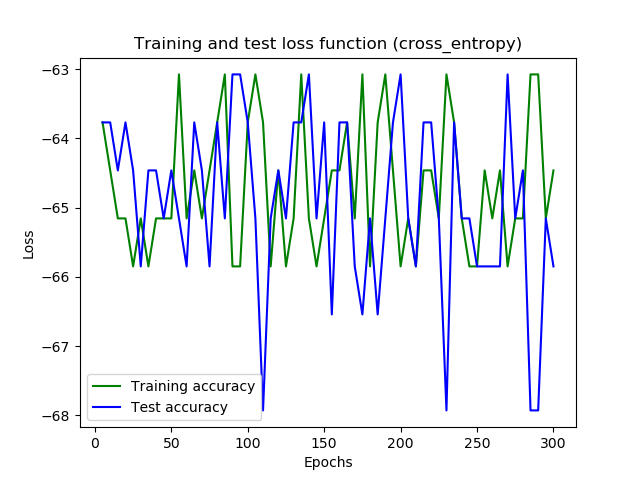 Training and test loss function (cross_entropy)
−63
−64
−65
−66
−67
−68
Loss
Training accuracy
Test accuracy
0
50
100
150
200
250
300
Epochs